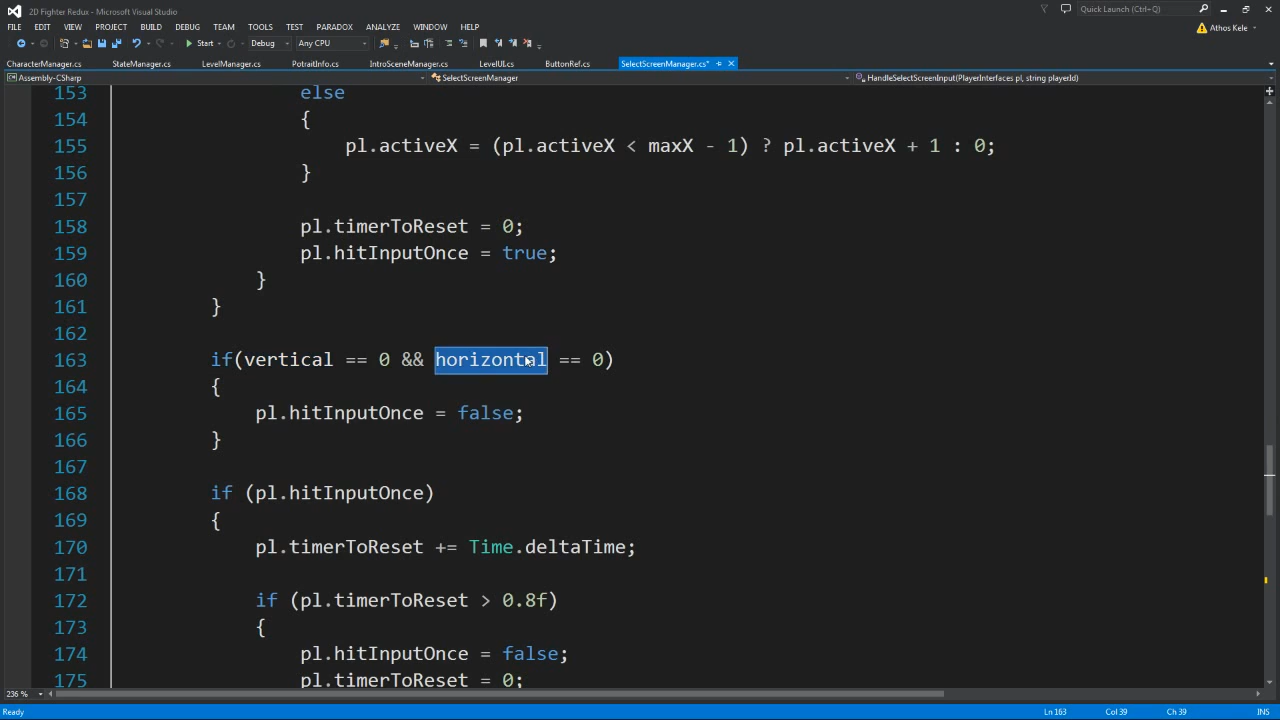 2D Fighter Redux - Microsoft Visual Studio
Quick Launch (Ctrl+Q)
FILE EDIT VIEW PROJECT BUILD DEBUG TEAM TOOLS TEST PARADOX ANALYZE WINDOW HELP
Athos Kele
Start Debug Any CPU
CharacterManager.cs StateManager.cs LevelManager.cs PotraitInfo.cs IntroSceneManager.cs LevelUI.cs ButtonRef.cs SelectScreenManager.cs*
Assembly-CSharp SelectScreenManager HandleSelectScreenInput(PlayerInterfaces pl, string playerId)
153 else
154 {
155 pl.activeX = (pl.activeX < maxX - 1) ? pl.activeX + 1 : 0;
156 }
157
158 pl.timerToReset = 0;
159 pl.hitInputOnce = true;
160 }
161 }
162
163 if(vertical == 0 && horizontal == 0)
164 {
165 pl.hitInputOnce = false;
166 }
167
168 if (pl.hitInputOnce)
169 {
170 pl.timerToReset += Time.deltaTime;
171
172 if (pl.timerToReset > 0.8f)
173 {
174 pl.hitInputOnce = false;
175 pl.timerToReset = 0;
236 %
Ready Ln 163 Col 39 Ch 39 INS